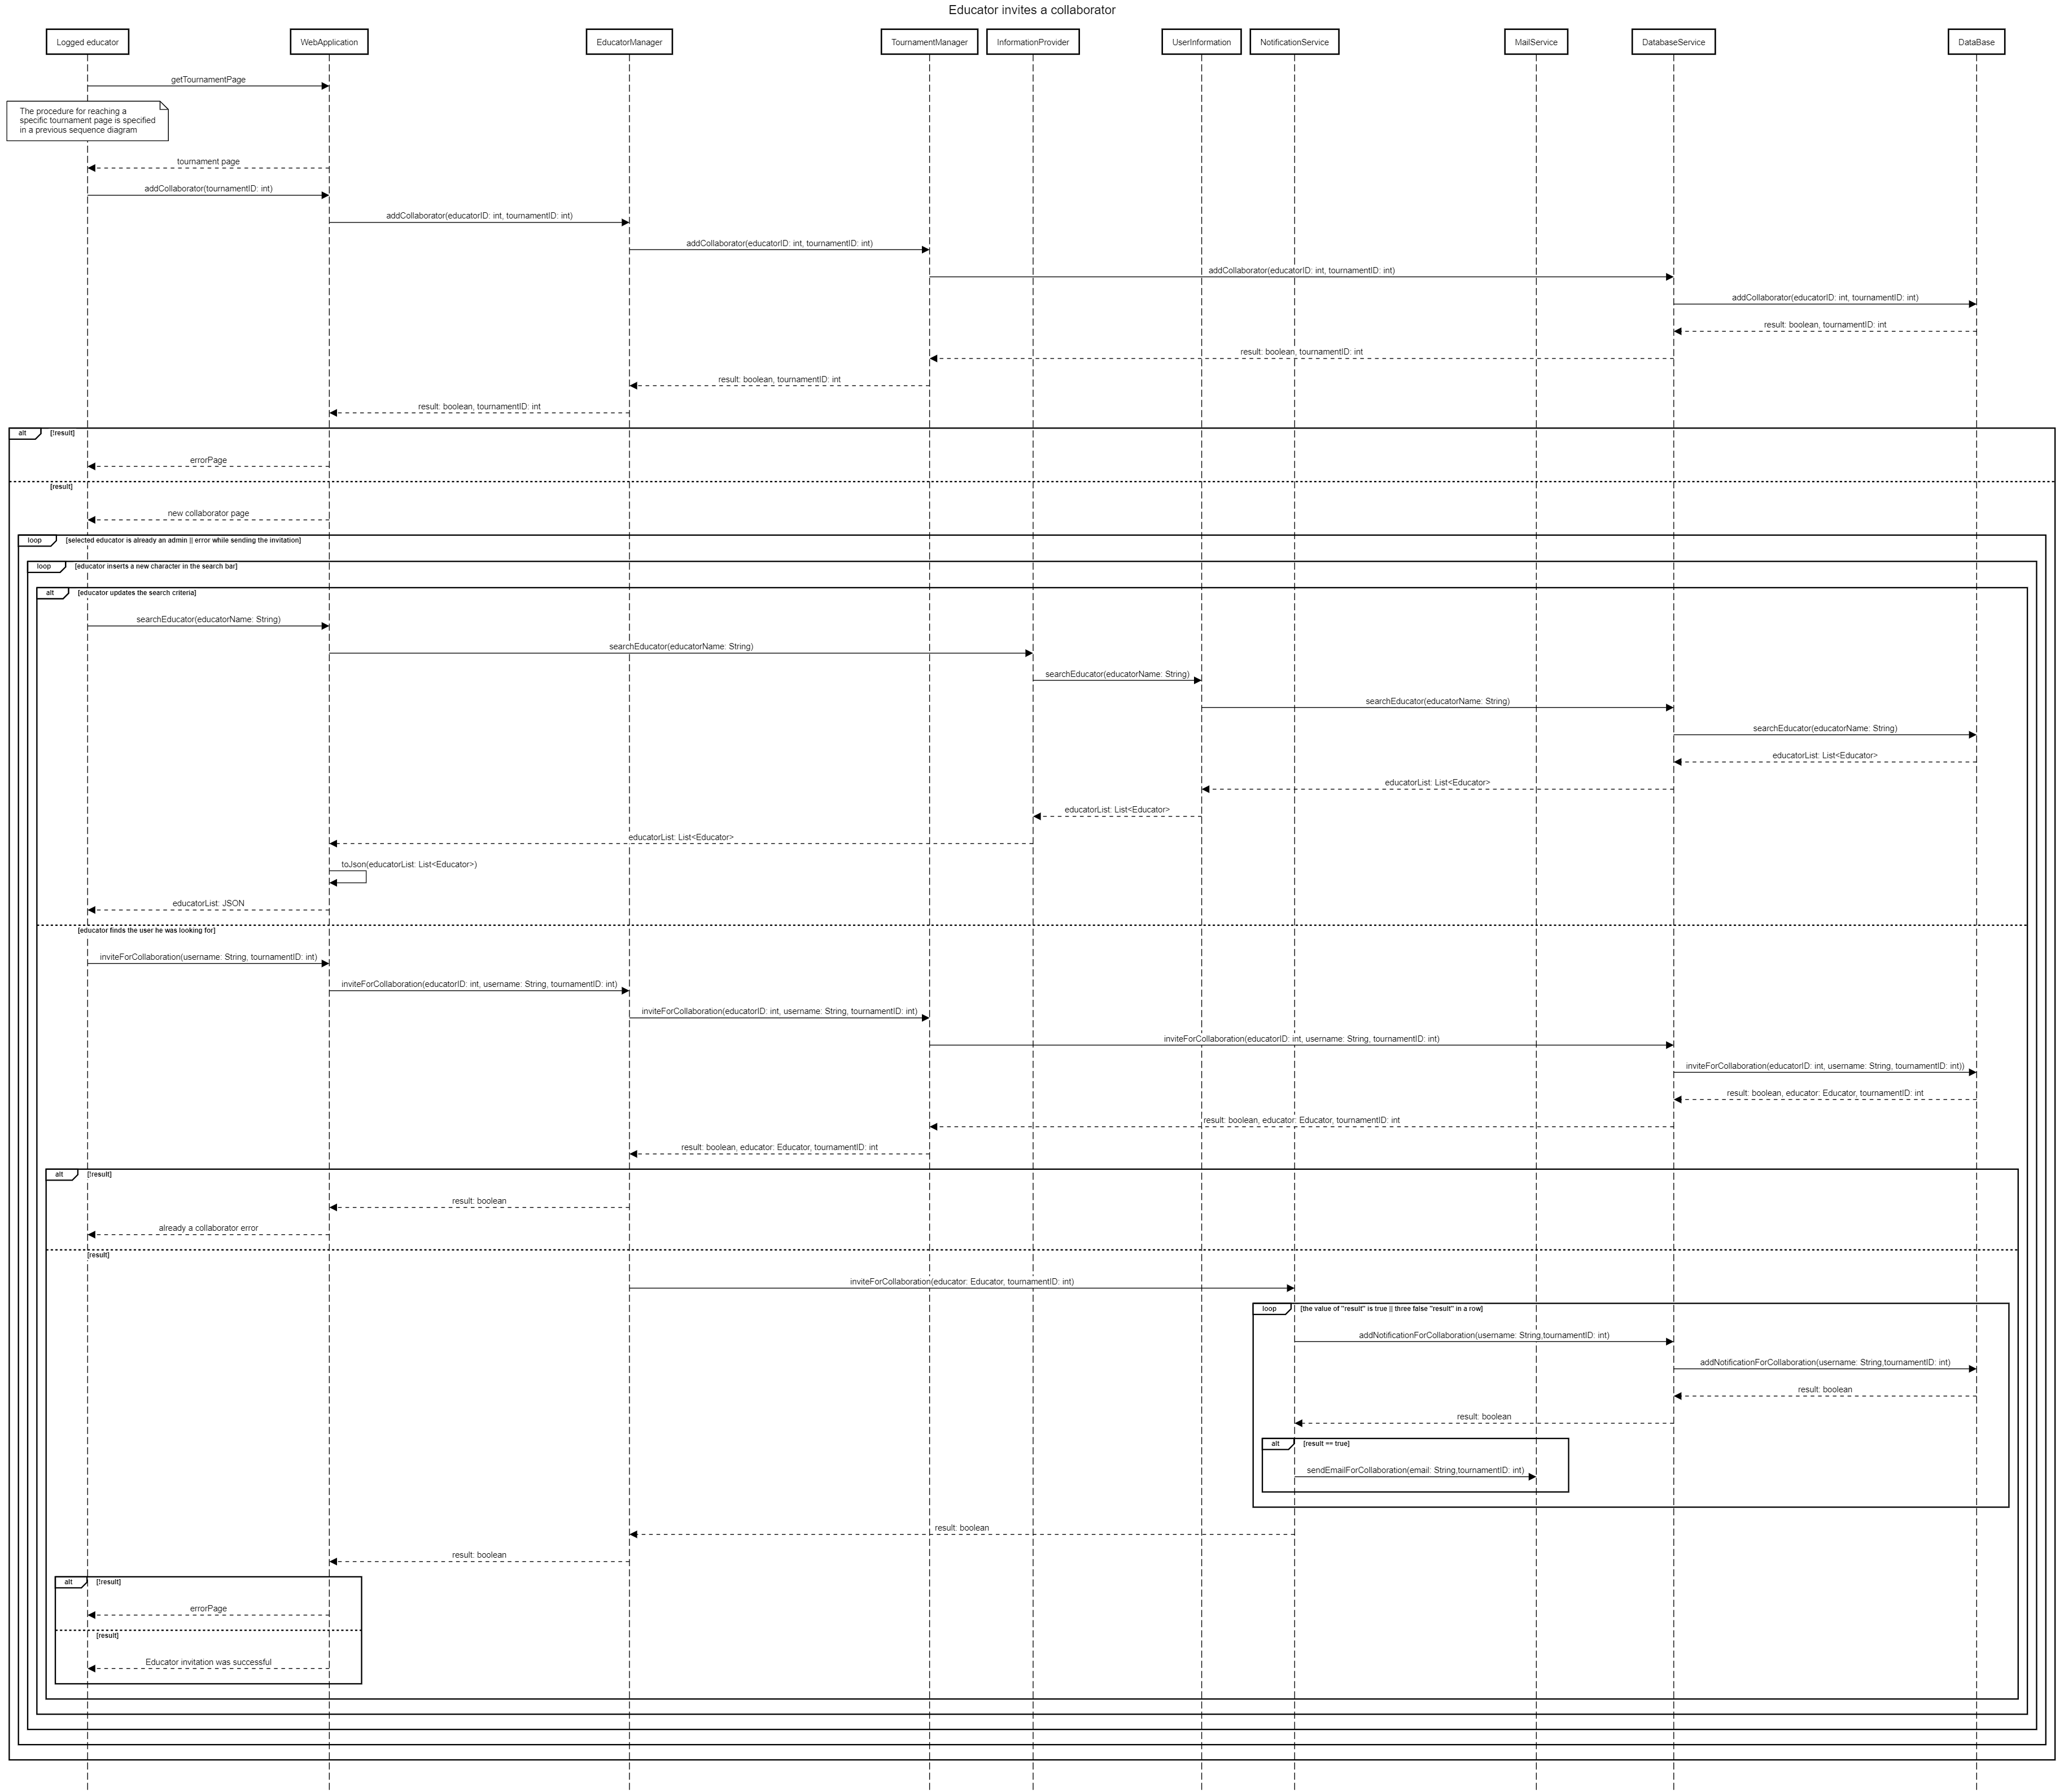 Educator invites a collaborator
Logged educator
WebApplication
EducatorManager
TournamentManager
InformationProvider
UserInformation
NotificationService
MailService
DatabaseService
DataBase
getTournamentPage
The procedure for reaching a
specific tournament page is specified
in a previous sequence diagram
tournament page
addCollaborator(tournamentID: int)
addCollaborator(educatorID: int, tournamentID: int)
addCollaborator(educatorID: int, tournamentID: int)
addCollaborator(educatorID: int, tournamentID: int)
addCollaborator(educatorID: int, tournamentID: int)
result: boolean, tournamentID: int
result: boolean, tournamentID: int
result: boolean, tournamentID: int
result: boolean, tournamentID: int
alt [!result]
errorPage
[result]
new collaborator page
loop [selected educator is already an admin || error while sending the invitation]
loop [educator inserts a new character in the search bar]
alt [educator updates the search criteria]
searchEducator(educatorName: String)
searchEducator(educatorName: String)
searchEducator(educatorName: String)
searchEducator(educatorName: String)
searchEducator(educatorName: String)
educatorList: List<Educator>
educatorList: List<Educator>
educatorList: List<Educator>
educatorList: List<Educator>
toJson(educatorList: List<Educator>)
educatorList: JSON
[educator finds the user he was looking for]
inviteForCollaboration(username: String, tournamentID: int)
inviteForCollaboration(educatorID: int, username: String, tournamentID: int)
inviteForCollaboration(educatorID: int, username: String, tournamentID: int)
inviteForCollaboration(educatorID: int, username: String, tournamentID: int)
inviteForCollaboration(educatorID: int, username: String, tournamentID: int))
result: boolean, educator: Educator, tournamentID: int
result: boolean, educator: Educator, tournamentID: int
result: boolean, educator: Educator, tournamentID: int
alt [!result]
result: boolean
already a collaborator error
[result]
inviteForCollaboration(educator: Educator, tournamentID: int)
loop [the value of "result" is true || three false "result" in a row]
addNotificationForCollaboration(username: String,tournamentID: int)
addNotificationForCollaboration(username: String,tournamentID: int)
result: boolean
result: boolean
alt [result == true]
sendEmailForCollaboration(email: String,tournamentID: int)
result: boolean
result: boolean
alt [!result]
errorPage
[result]
Educator invitation was successful